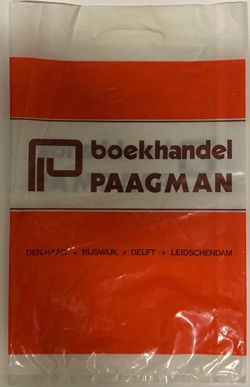 boekhandel
PAAGMAN
DEN HAAG • RIJSWIJK • DELFT • LEIDSCHENDAM